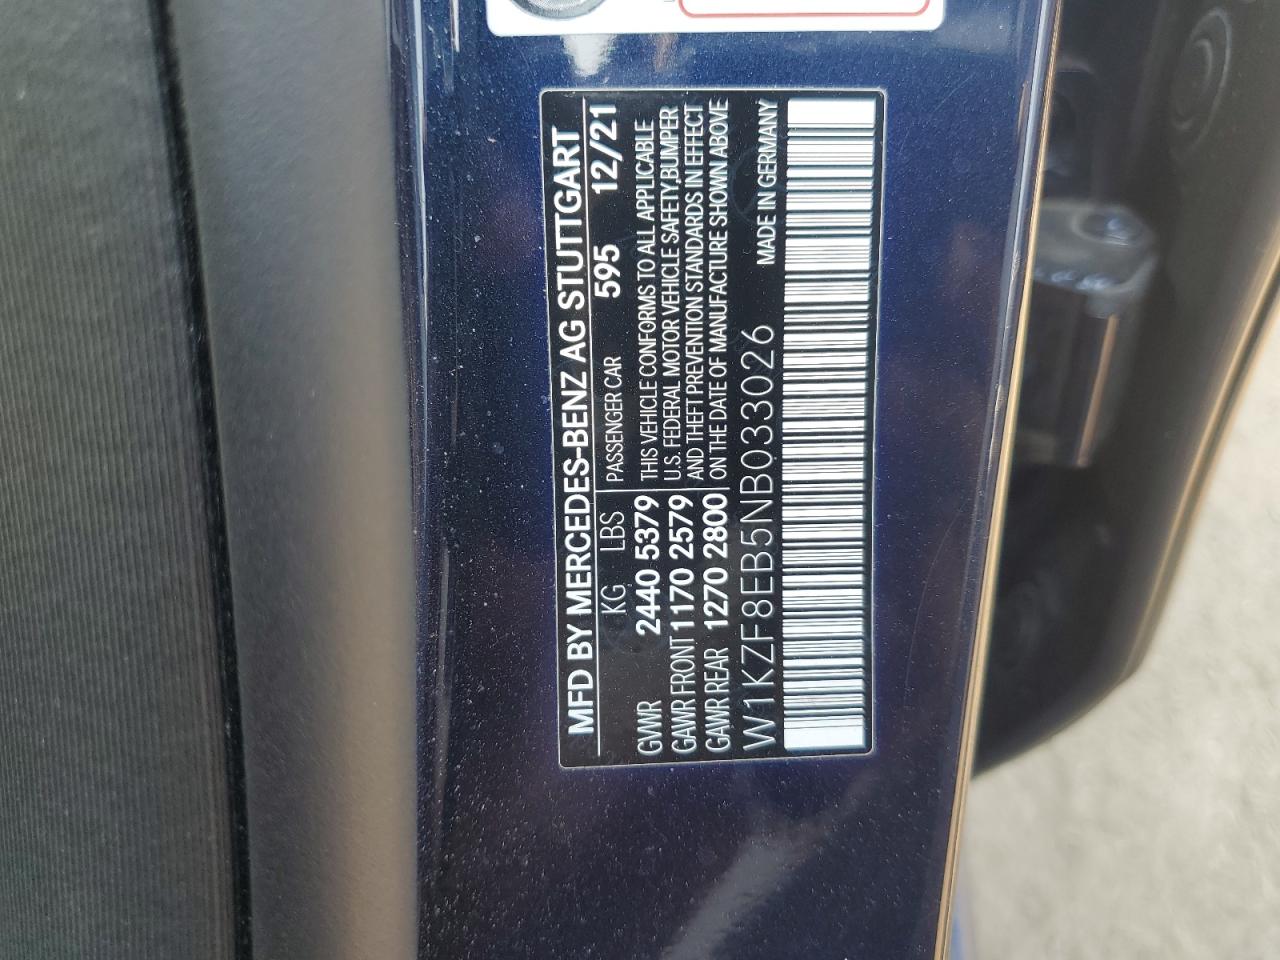 MFD BY MERCEDES-BENZ AG STUTTGART
KG LBS PASSENGER CAR 595 12/21
GVWR 2440 5379 THIS VEHICLE CONFORMS TO ALL APPLICABLE
GAWR FRONT 1170 2579 U.S. FEDERAL MOTOR VEHICLE SAFETY,BUMPER
AND THEFT PREVENTION STANDARDS IN EFFECT
GAWR REAR 1270 2800 ON THE DATE OF MANUFACTURE SHOWN ABOVE
W1KZF8EB5NB033026 MADE IN GERMANY